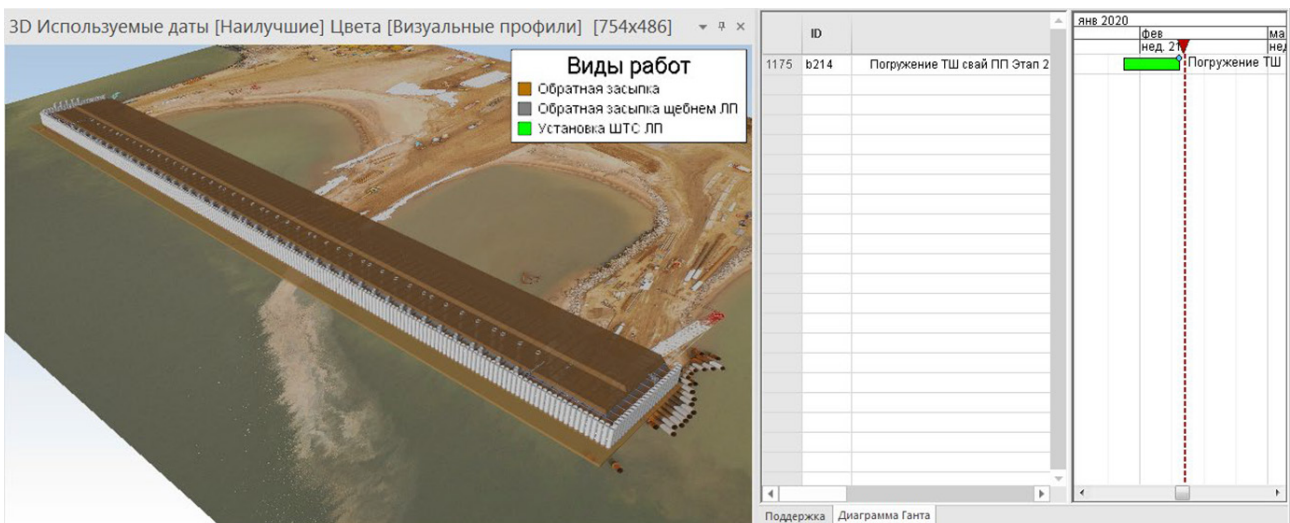 3D Используемые даты [Наилучшие] Цвета [Визуальные профили] [754x486]
Виды работ
Обратная засыпка
Обратная засыпка щебнем ЛП
Установка ШТС ЛП
ID
1175 b214 Погружение ТШ свай ПП Этап 2
янв 2020
фев ма
нед. 21 нед
Погружение ТШ
Поддержка Диаграмма Ганта